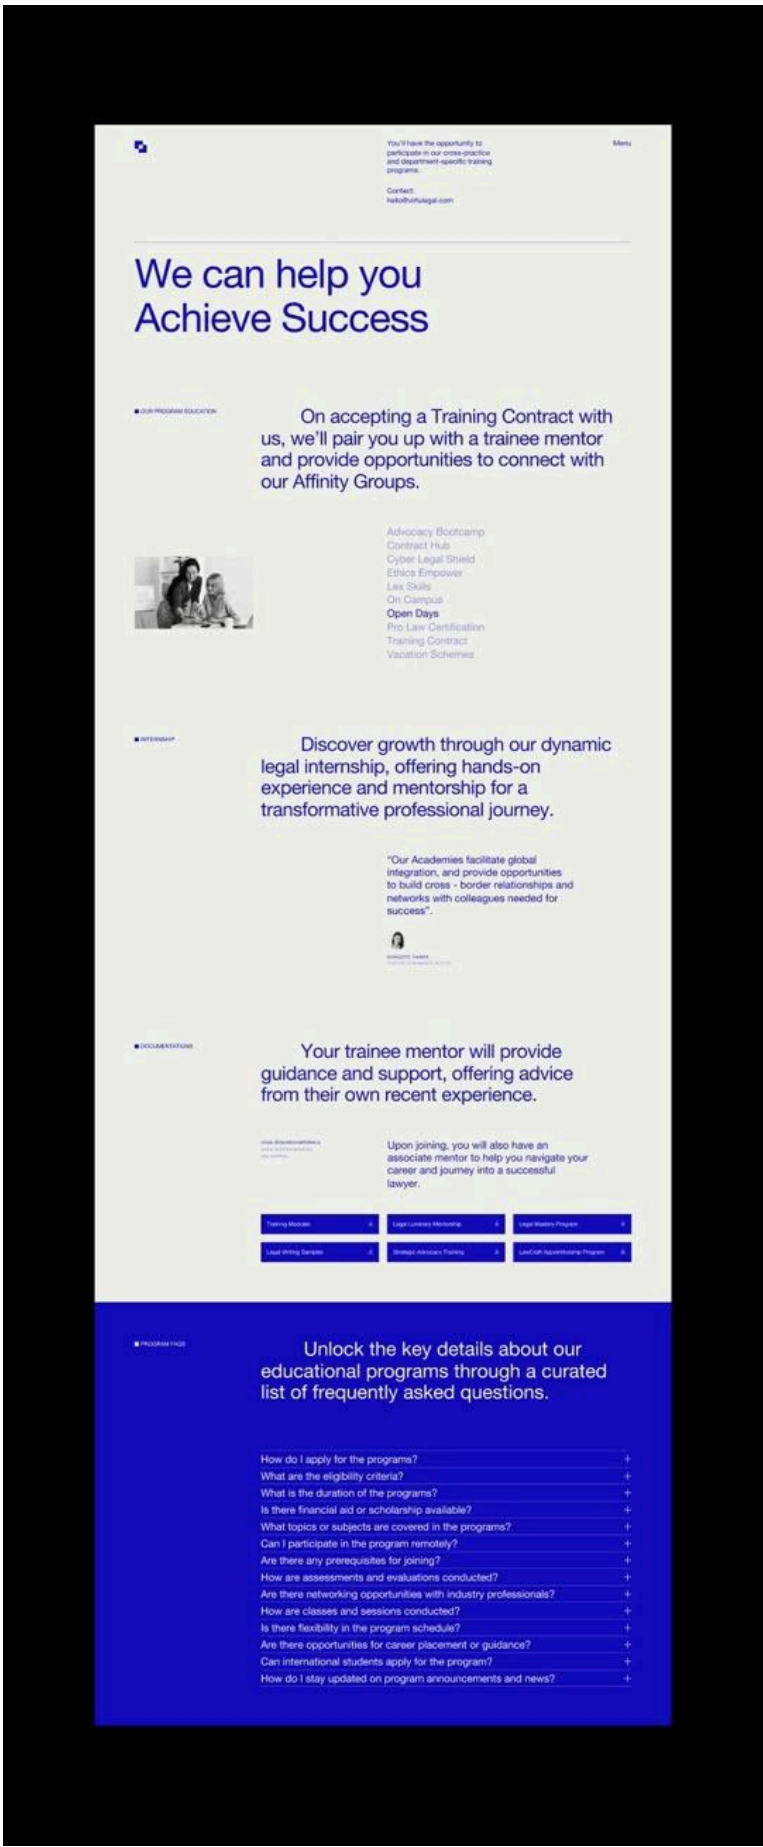 You'll have the opportunity to
participate in our cross-practice
and department-specific training
programs.
Menu
Contact:
We can help you
Achieve Success
OUR PROGRAM EDUCATION
On accepting a Training Contract with
us, we'll pair you up with a trainee mentor
and provide opportunities to connect with
our Affinity Groups.
Advocacy Bootcamp
Contract Hub
Cyber Legal Shield
Ethics Empower
Lex Skills
On Campus
Open Days
Pro Law Certification
Training Contract
Vacation Schemes
INTERNSHIP
Discover growth through our dynamic
legal internship, offering hands-on
experience and mentorship for a
transformative professional journey.
"Our Academies facilitate global
integration, and provide opportunities
to build cross - border relationships and
networks with colleagues needed for
success".
DOCUMENTATIONS
Your trainee mentor will provide
guidance and support, offering advice
from their own recent experience.
Upon joining, you will also have an
associate mentor to help you navigate your
career and journey into a successful
lawyer.
Training Modules
Legal Luminary Mentorship
Legal Mastery Program
Legal Writing Samples
Strategic Advocacy Training
LawCraft Apprenticeship Program
PROGRAM FAQS
Unlock the key details about our
educational programs through a curated
list of frequently asked questions.
How do I apply for the programs?
What are the eligibility criteria?
What is the duration of the programs?
Is there financial aid or scholarship available?
What topics or subjects are covered in the programs?
Can I participate in the program remotely?
Are there any prerequisites for joining?
How are assessments and evaluations conducted?
Are there networking opportunities with industry professionals?
How are classes and sessions conducted?
Is there flexibility in the program schedule?
Are there opportunities for career placement or guidance?
Can international students apply for the program?
How do I stay updated on program announcements and news?